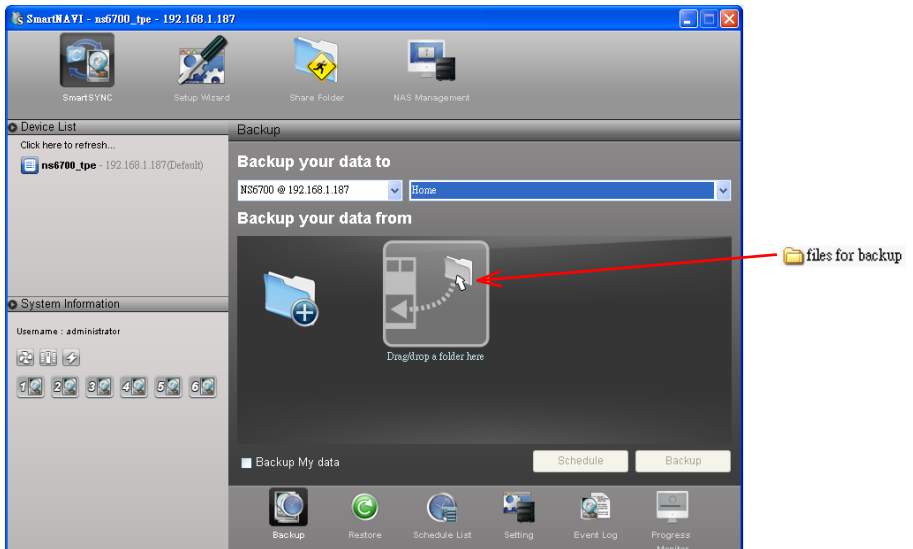 SmartNAVI - ns6700_tpe - 192.168.1.187
SmartSYNC
Setup Wizard
Share Folder
NAS Management
Device List
Click here to refresh...
ns6700_tpe - 192.168.1.187(Default)
System Information
Username : administrator
1 2 3 4 5 6
Backup
Backup your data to
NS6700 @ 192.168.1.187
Home
Backup your data from
Drag/drop a folder here
files for backup
Backup My data
Schedule
Backup
Backup
Restore
Schedule List
Setting
Event Log
Progress
Monitor